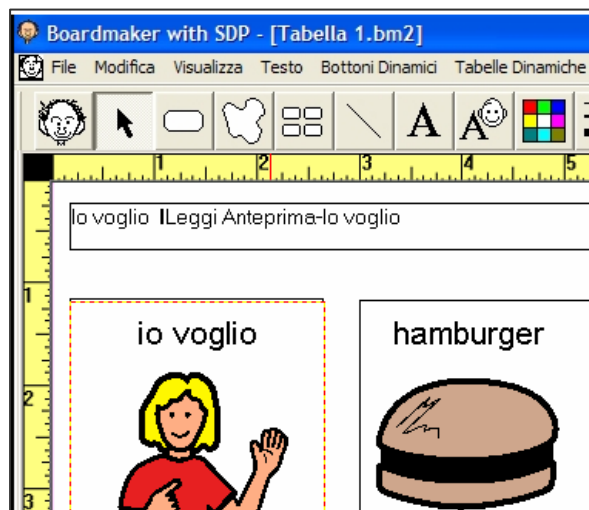 Boardmaker with SDP - [Tabella 1.bm2]
File Modifica Visualizza Testo Bottoni Dinamici Tabelle Dinamiche
A A
1 2 3 4 5
Io voglio ILeggi Anteprima-Io voglio
1
io voglio hamburger
2
3